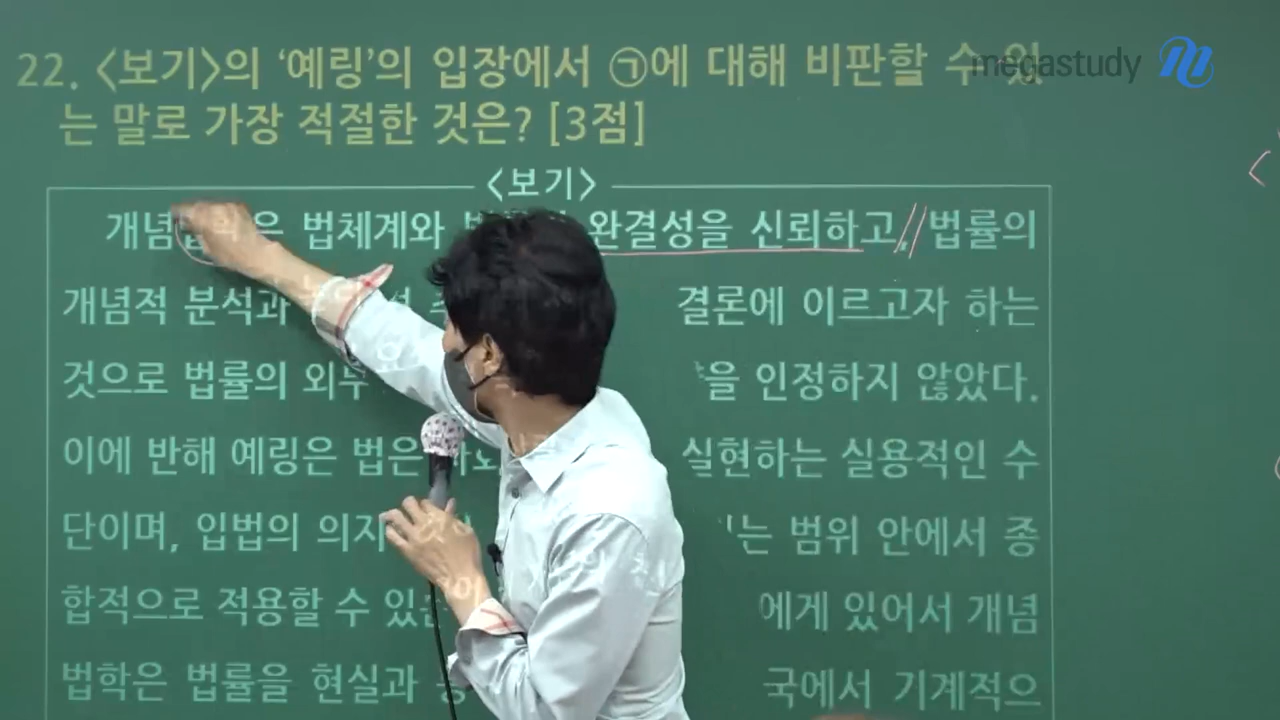 22. <보기>의 '예링'의 입장에서 ㉠에 대해 비판할 수 있
는 말로 가장 적절한 것은? [3점]
megastudy
<보기>
개념법학은 법체계와 완결성을 신뢰하고, 법률의
개념적 분석과 결론에 이르고자 하는
것으로 법률의 외부 을 인정하지 않았다.
이에 반해 예링은 법은 실현하는 실용적인 수
단이며, 입법의 의지 있는 범위 안에서 종
합적으로 적용할 수 있는 에게 있어서 개념
법학은 법률을 현실과 국에서 기계적으